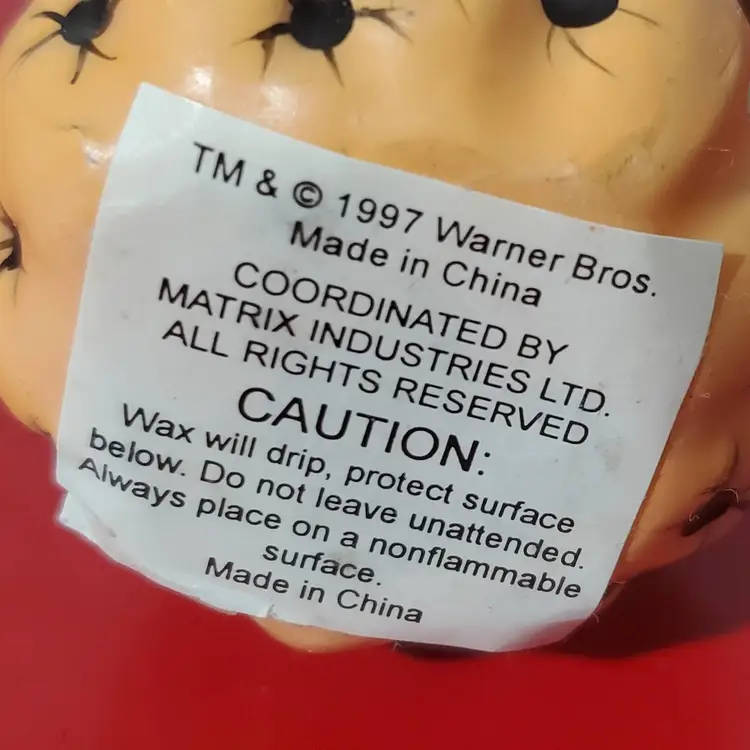 TM & © 1997 Warner Bros.
Made in China
COORDINATED BY
MATRIX INDUSTRIES LTD.
ALL RIGHTS RESERVED
CAUTION:
Wax will drip, protect surface
below. Do not leave unattended.
Always place on a nonflammable
surface.
Made in China